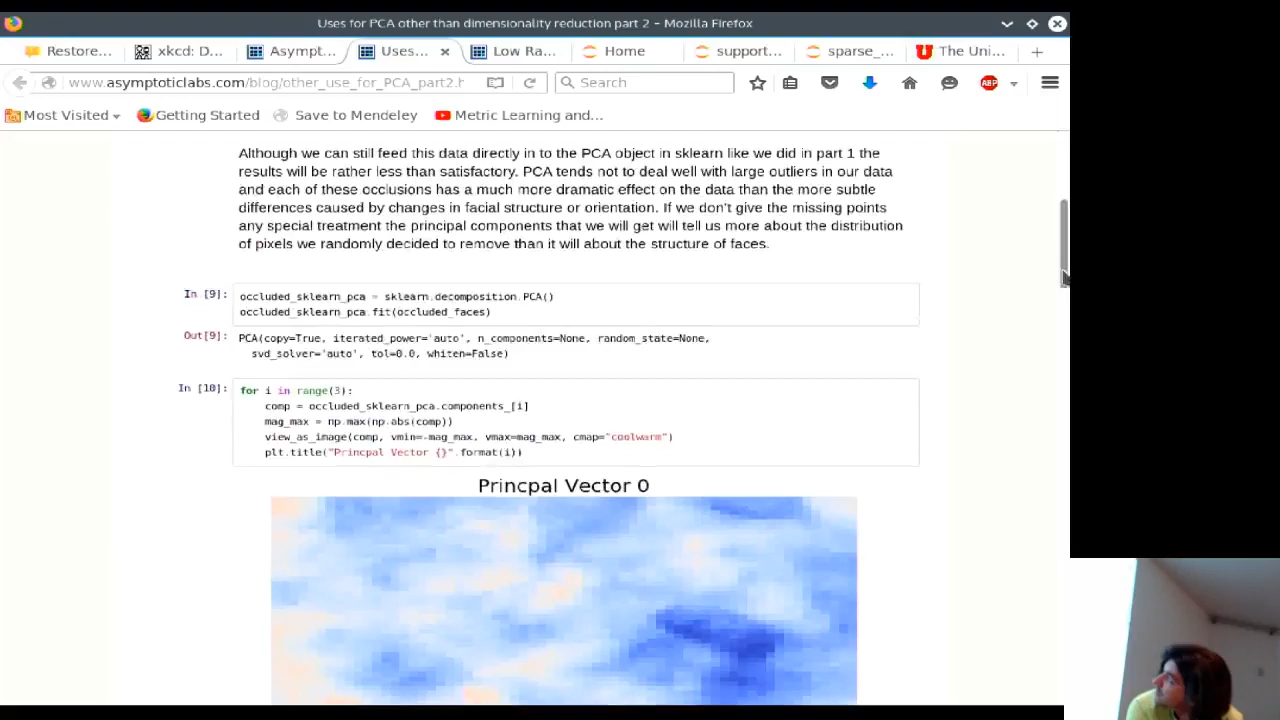 Uses for PCA other than dimensionality reduction part 2 – Mozilla Firefox
Restore...
xkcd: D...
Asympt...
Uses...
Low Ra...
Home
support...
sparse_...
The Uni...
www.asymptoticlabs.com/blog/other_use_for_PCA_part2.h
Search
ABP
Most Visited
Getting Started
Save to Mendeley
Metric Learning and...
Although we can still feed this data directly in to the PCA object in sklearn like we did in part 1 the
results will be rather less than satisfactory. PCA tends not to deal well with large outliers in our data
and each of these occlusions has a much more dramatic effect on the data than the more subtle
differences caused by changes in facial structure or orientation. If we don't give the missing points
any special treatment the principal components that we will get will tell us more about the distribution
of pixels we randomly decided to remove than it will about the structure of faces.
In [9]:
occluded_sklearn_pca = sklearn.decomposition.PCA()
occluded_sklearn_pca.fit(occluded_faces)
Out[9]:
PCA(copy=True, iterated_power='auto', n_components=None, random_state=None,
svd_solver='auto', tol=0.0, whiten=False)
In [10]:
for i in range(3):
comp = occluded_sklearn_pca.components_[i]
mag_max = np.max(np.abs(comp))
view_as_image(comp, vmin=-mag_max, vmax=mag_max, cmap="coolwarm")
plt.title("Princpal Vector {}".format(i))
Princpal Vector 0